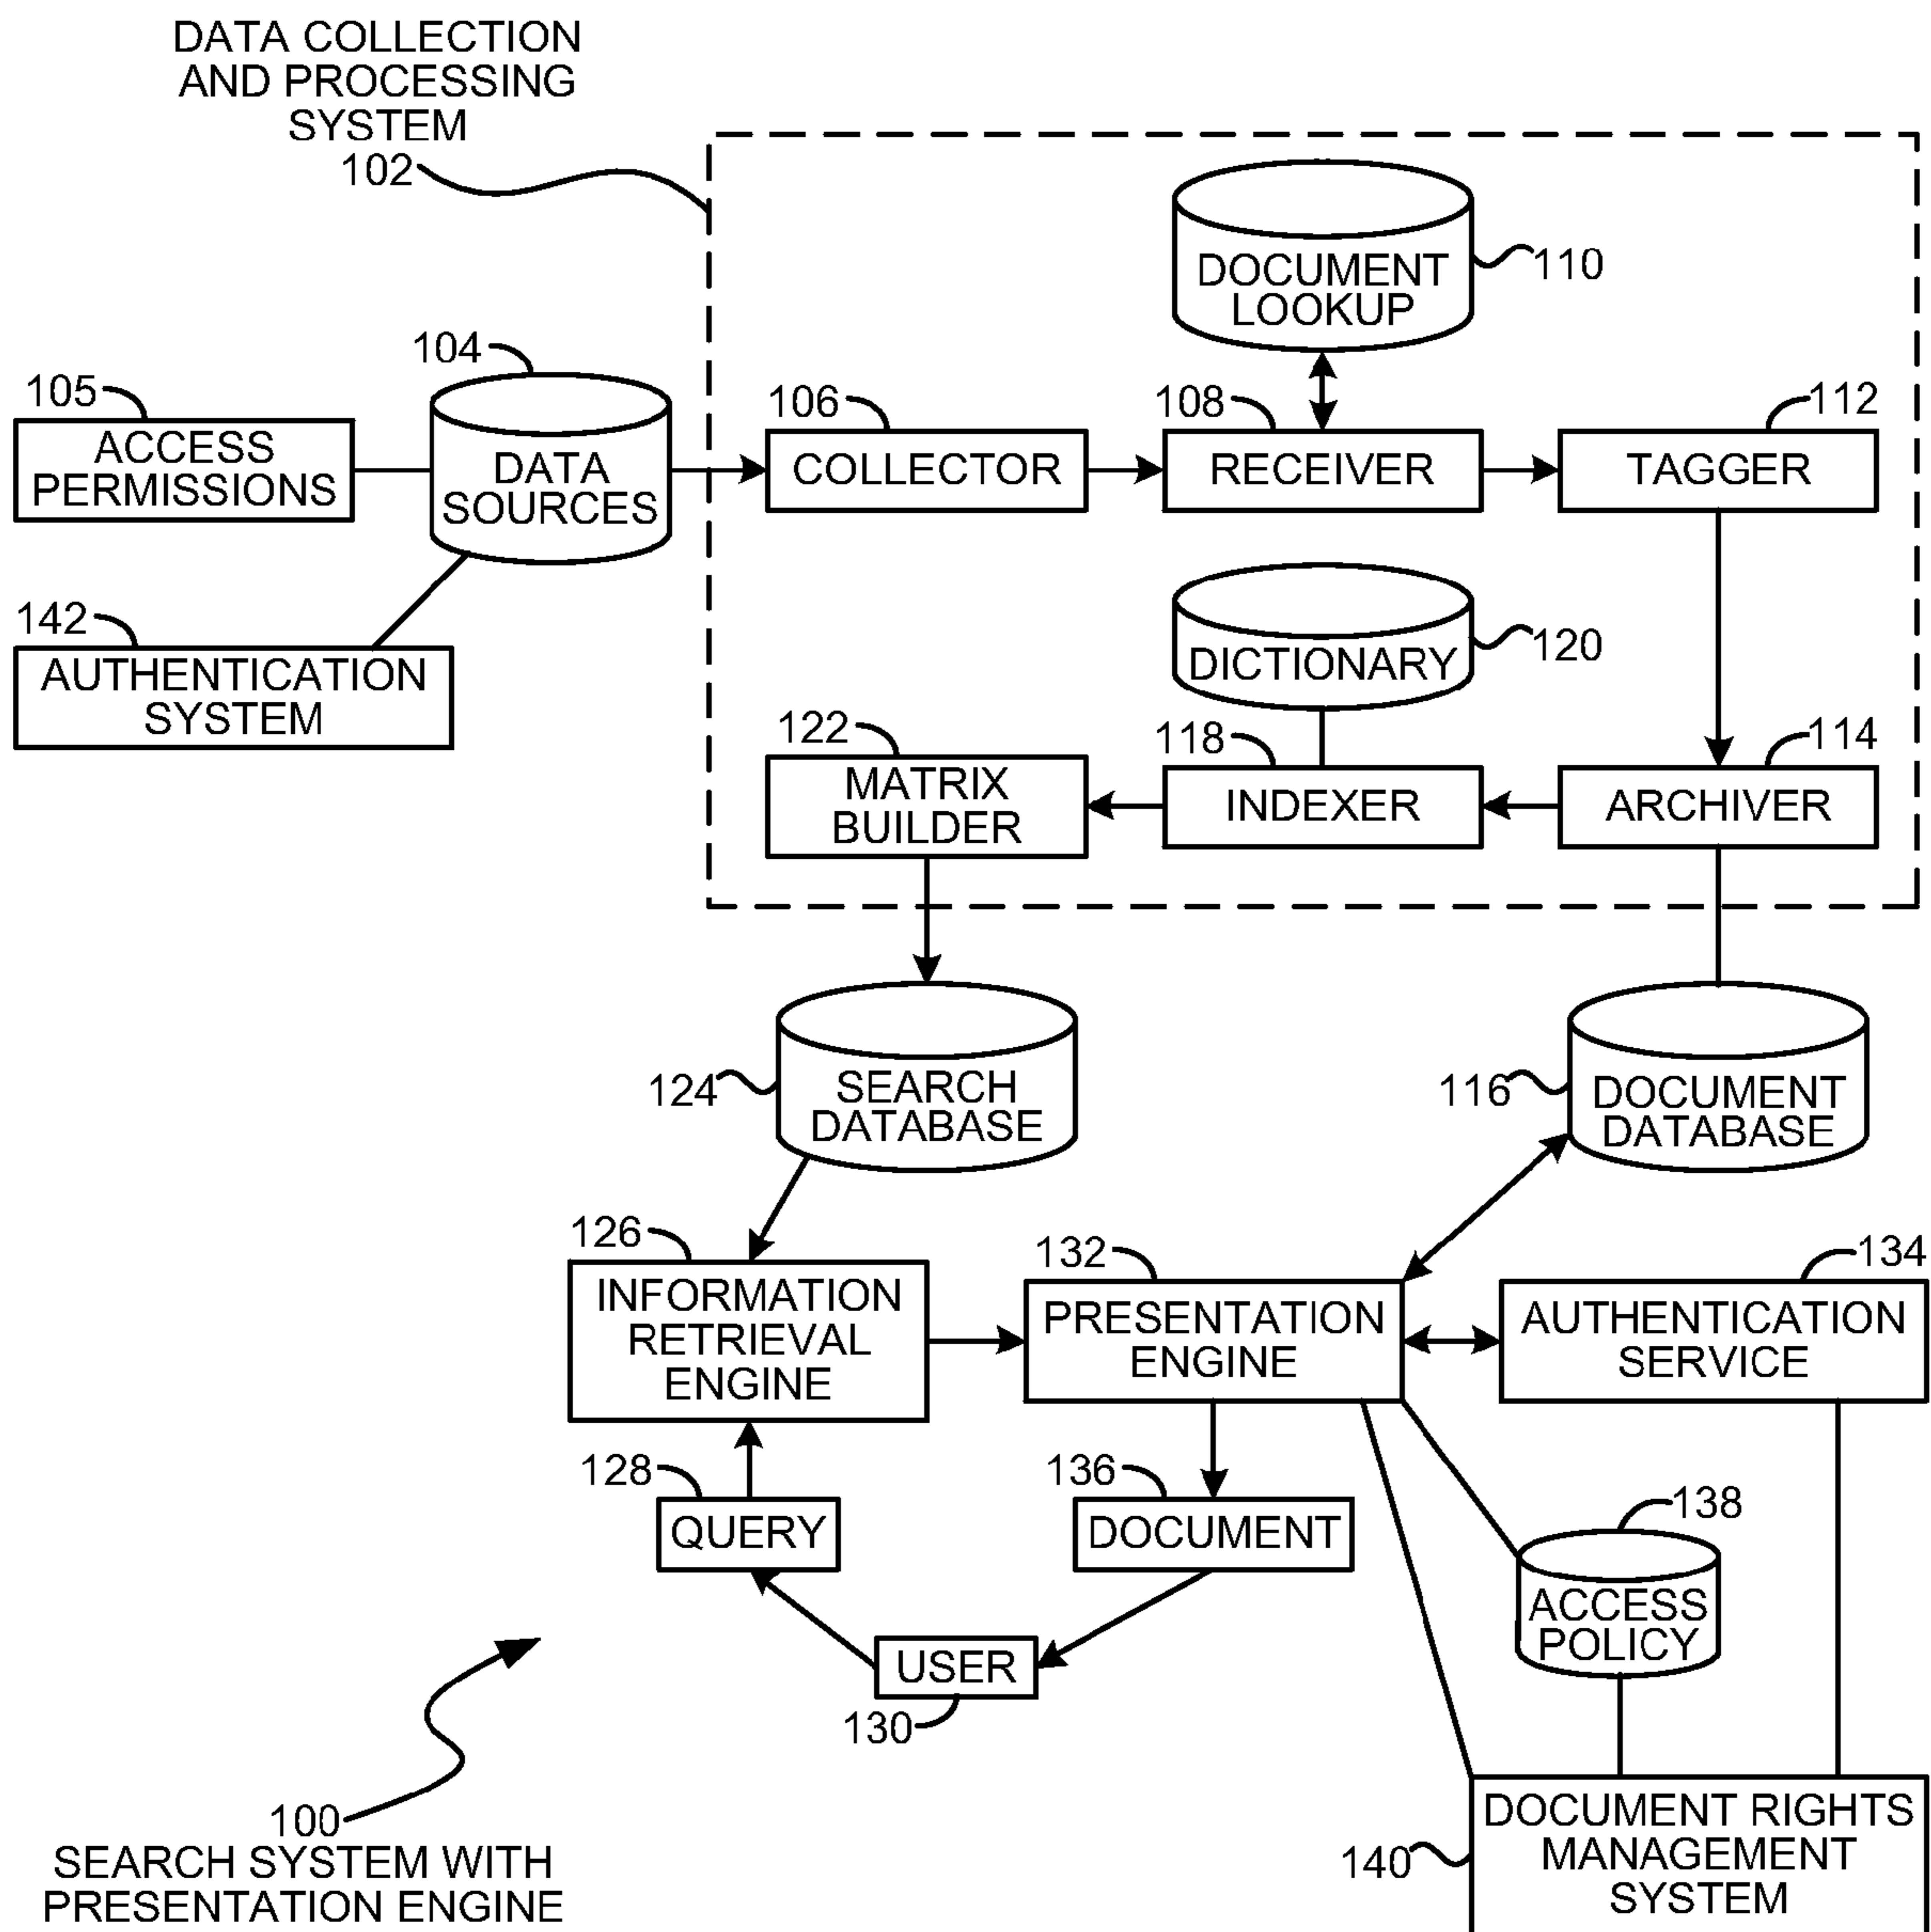 DATA COLLECTION
AND PROCESSING
SYSTEM
102
110
DOCUMENT
LOOKUP
104
105
ACCESS
PERMISSIONS
DATA
SOURCES
106
COLLECTOR
108
RECEIVER
112
TAGGER
142
AUTHENTICATION
SYSTEM
120
DICTIONARY
122
MATRIX
BUILDER
118
INDEXER
114
ARCHIVER
124
SEARCH
DATABASE
116
DOCUMENT
DATABASE
126
INFORMATION
RETRIEVAL
ENGINE
132
PRESENTATION
ENGINE
134
AUTHENTICATION
SERVICE
128
QUERY
136
DOCUMENT
138
ACCESS
POLICY
USER
130
100
SEARCH SYSTEM WITH
PRESENTATION ENGINE
140
DOCUMENT RIGHTS
MANAGEMENT
SYSTEM